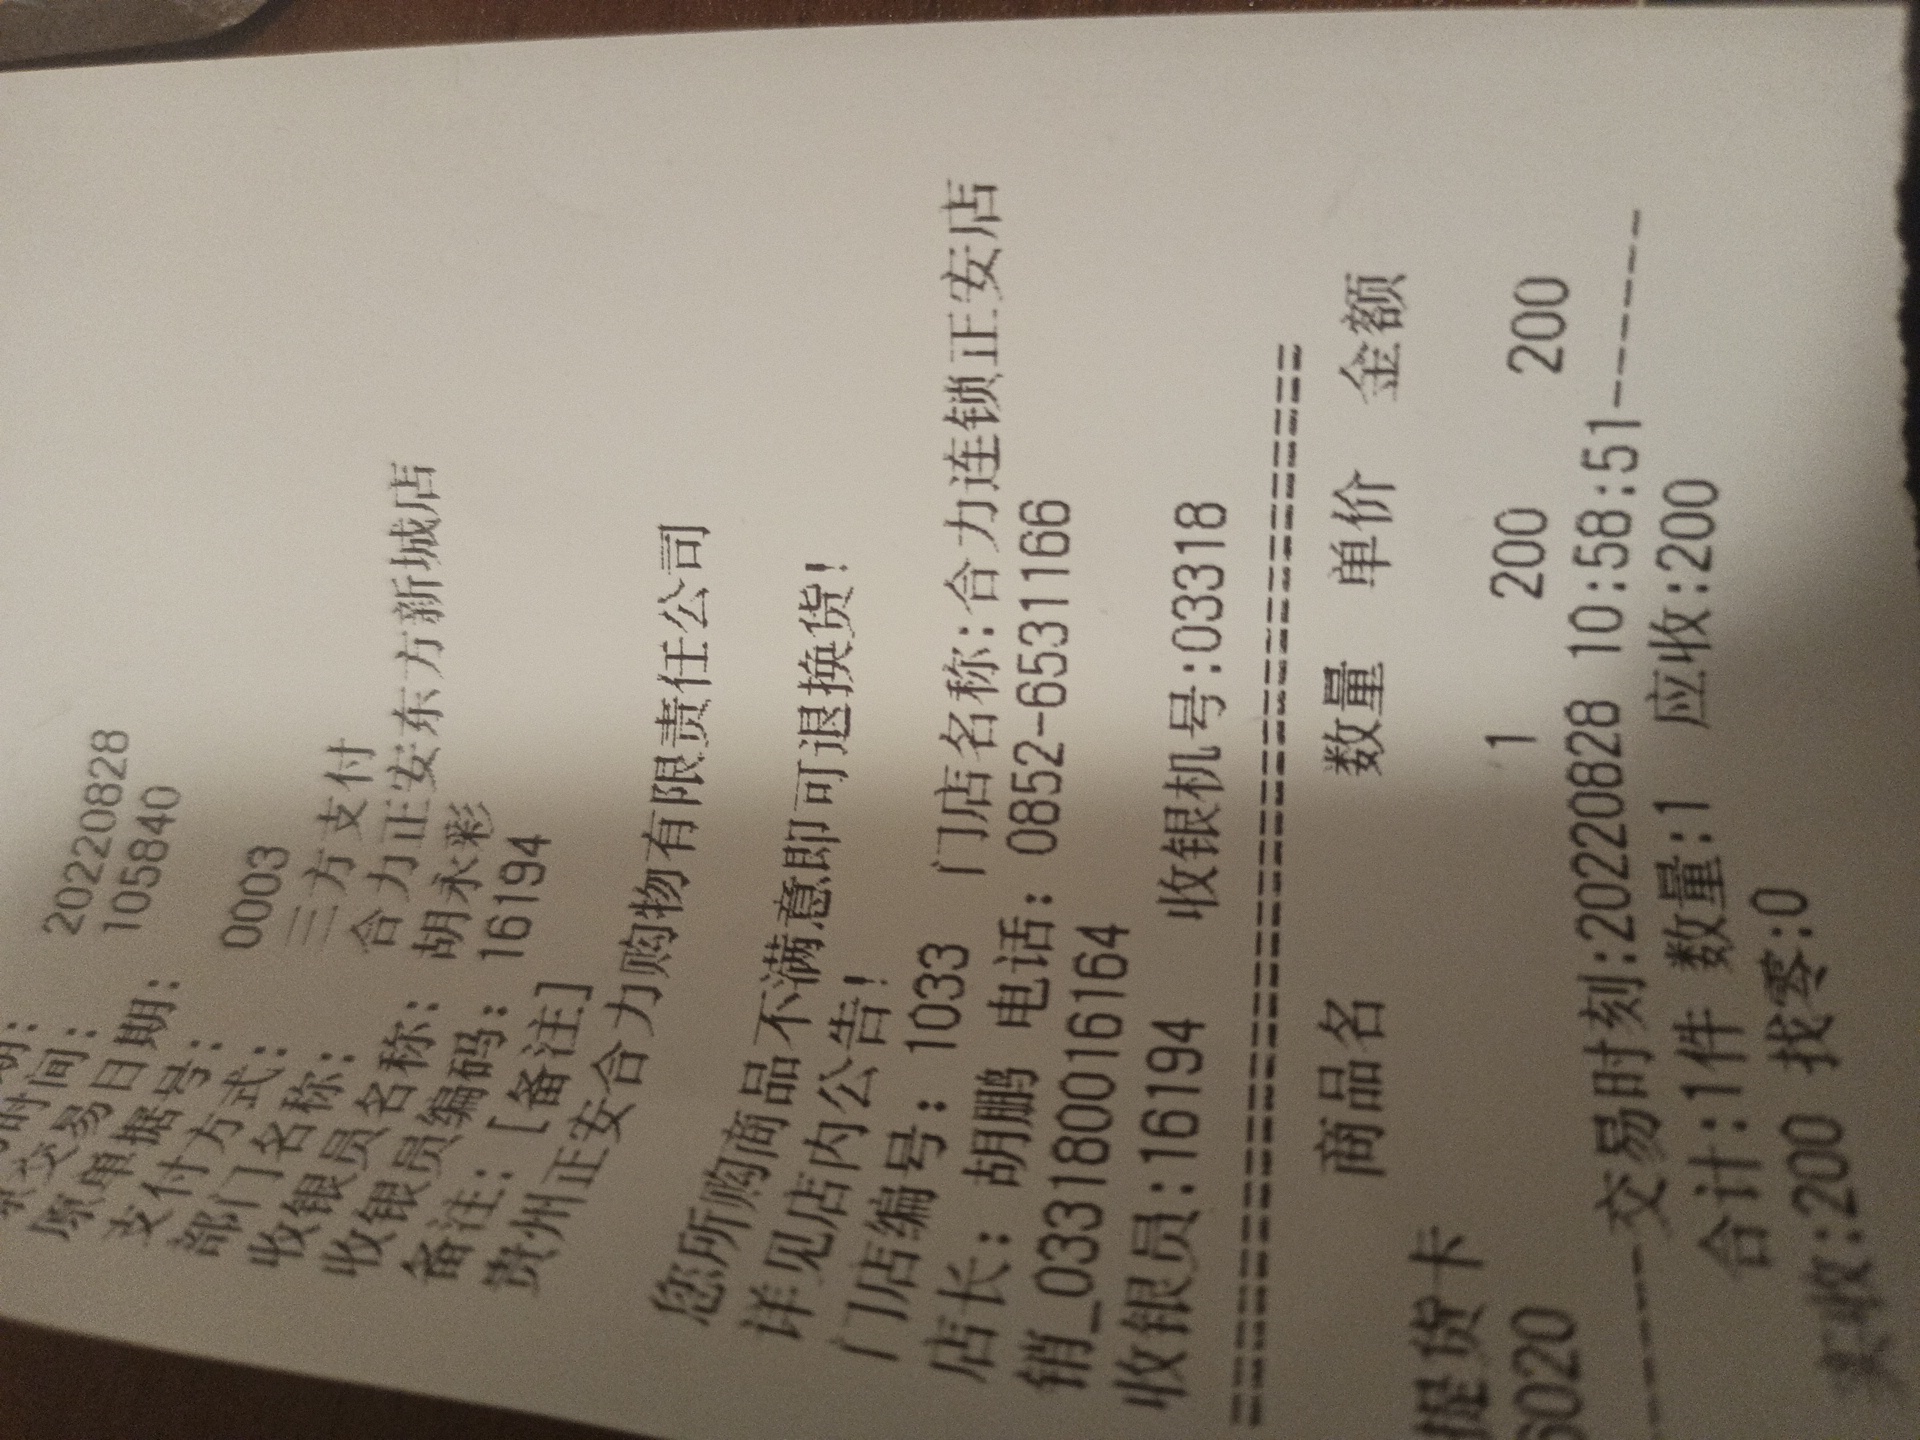 时间： 20220828
原交易日期： 105840
原单据号：
支付方式： 0003
三方支付
部门名称： 合力正安东方新城店
收银员名称： 胡永彩
收银员编码： 16194
备注：[备注]
贵州正安合力购物有限责任公司
您所购商品不满意即可退换货!
详见店内公告!
门店编号：1033 门店名称:合力连锁正安店
店长：胡鹏 电话：0852-6531166
销_033180016164
收银员:16194 收银机号:03318
================================
商品名 数量 单价 金额
提货卡
6020 1 200 200
------交易时刻:20220828 10:58:51------
合计:1件 数量:1 应收:200
实收:200 找零:0